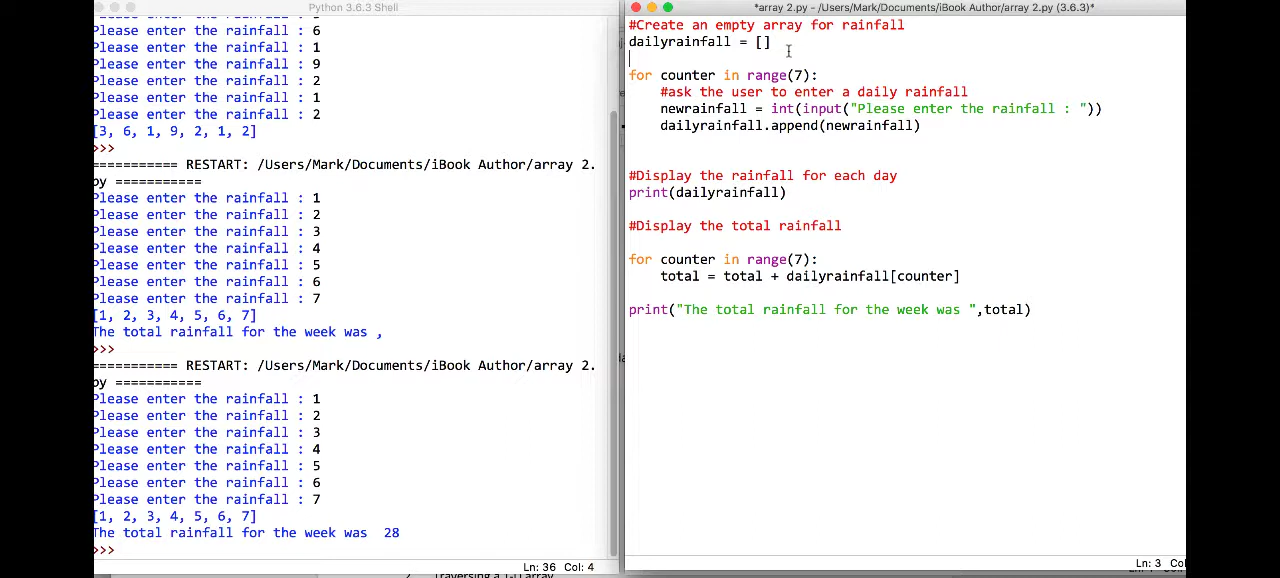 Python 3.6.3 Shell
Please enter the rainfall : 6
Please enter the rainfall : 1
Please enter the rainfall : 9
Please enter the rainfall : 2
Please enter the rainfall : 1
Please enter the rainfall : 2
[3, 6, 1, 9, 2, 1, 2]
>>>
=========== RESTART: /Users/Mark/Documents/iBook Author/array 2.
py ===========
Please enter the rainfall : 1
Please enter the rainfall : 2
Please enter the rainfall : 3
Please enter the rainfall : 4
Please enter the rainfall : 5
Please enter the rainfall : 6
Please enter the rainfall : 7
[1, 2, 3, 4, 5, 6, 7]
The total rainfall for the week was ,
>>>
=========== RESTART: /Users/Mark/Documents/iBook Author/array 2.
py ===========
Please enter the rainfall : 1
Please enter the rainfall : 2
Please enter the rainfall : 3
Please enter the rainfall : 4
Please enter the rainfall : 5
Please enter the rainfall : 6
Please enter the rainfall : 7
[1, 2, 3, 4, 5, 6, 7]
The total rainfall for the week was  28
>>>
Ln: 36 Col: 4
*array 2.py - /Users/Mark/Documents/iBook Author/array 2.py (3.6.3)*
#Create an empty array for rainfall
dailyrainfall = []
for counter in range(7):
#ask the user to enter a daily rainfall
newrainfall = int(input("Please enter the rainfall : "))
dailyrainfall.append(newrainfall)
#Display the rainfall for each day
print(dailyrainfall)
#Display the total rainfall
for counter in range(7):
total = total + dailyrainfall[counter]
print("The total rainfall for the week was ",total)
Ln: 3 Co
Traversing a 1-D array